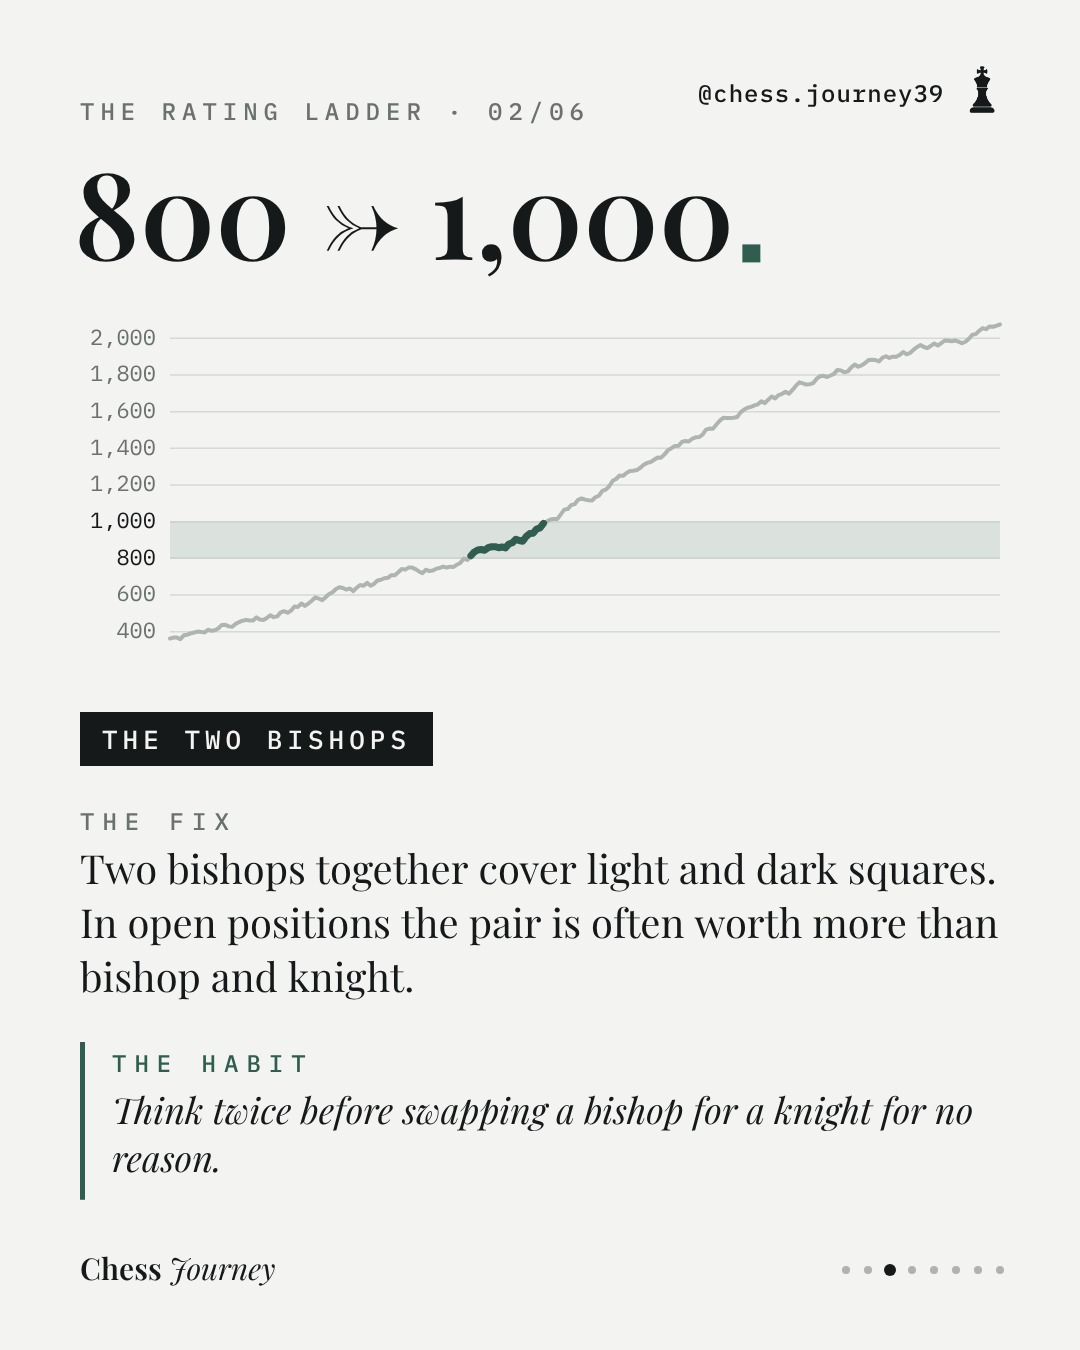 THE RATING LADDER · 02/06
@chess.journey39
800 ➳ 1,000.
2,000
1,800
1,600
1,400
1,200
1,000
800
600
400
THE TWO BISHOPS
THE FIX
Two bishops together cover light and dark squares.
In open positions the pair is often worth more than
bishop and knight.
THE HABIT
Think twice before swapping a bishop for a knight for no
reason.
Chess Journey